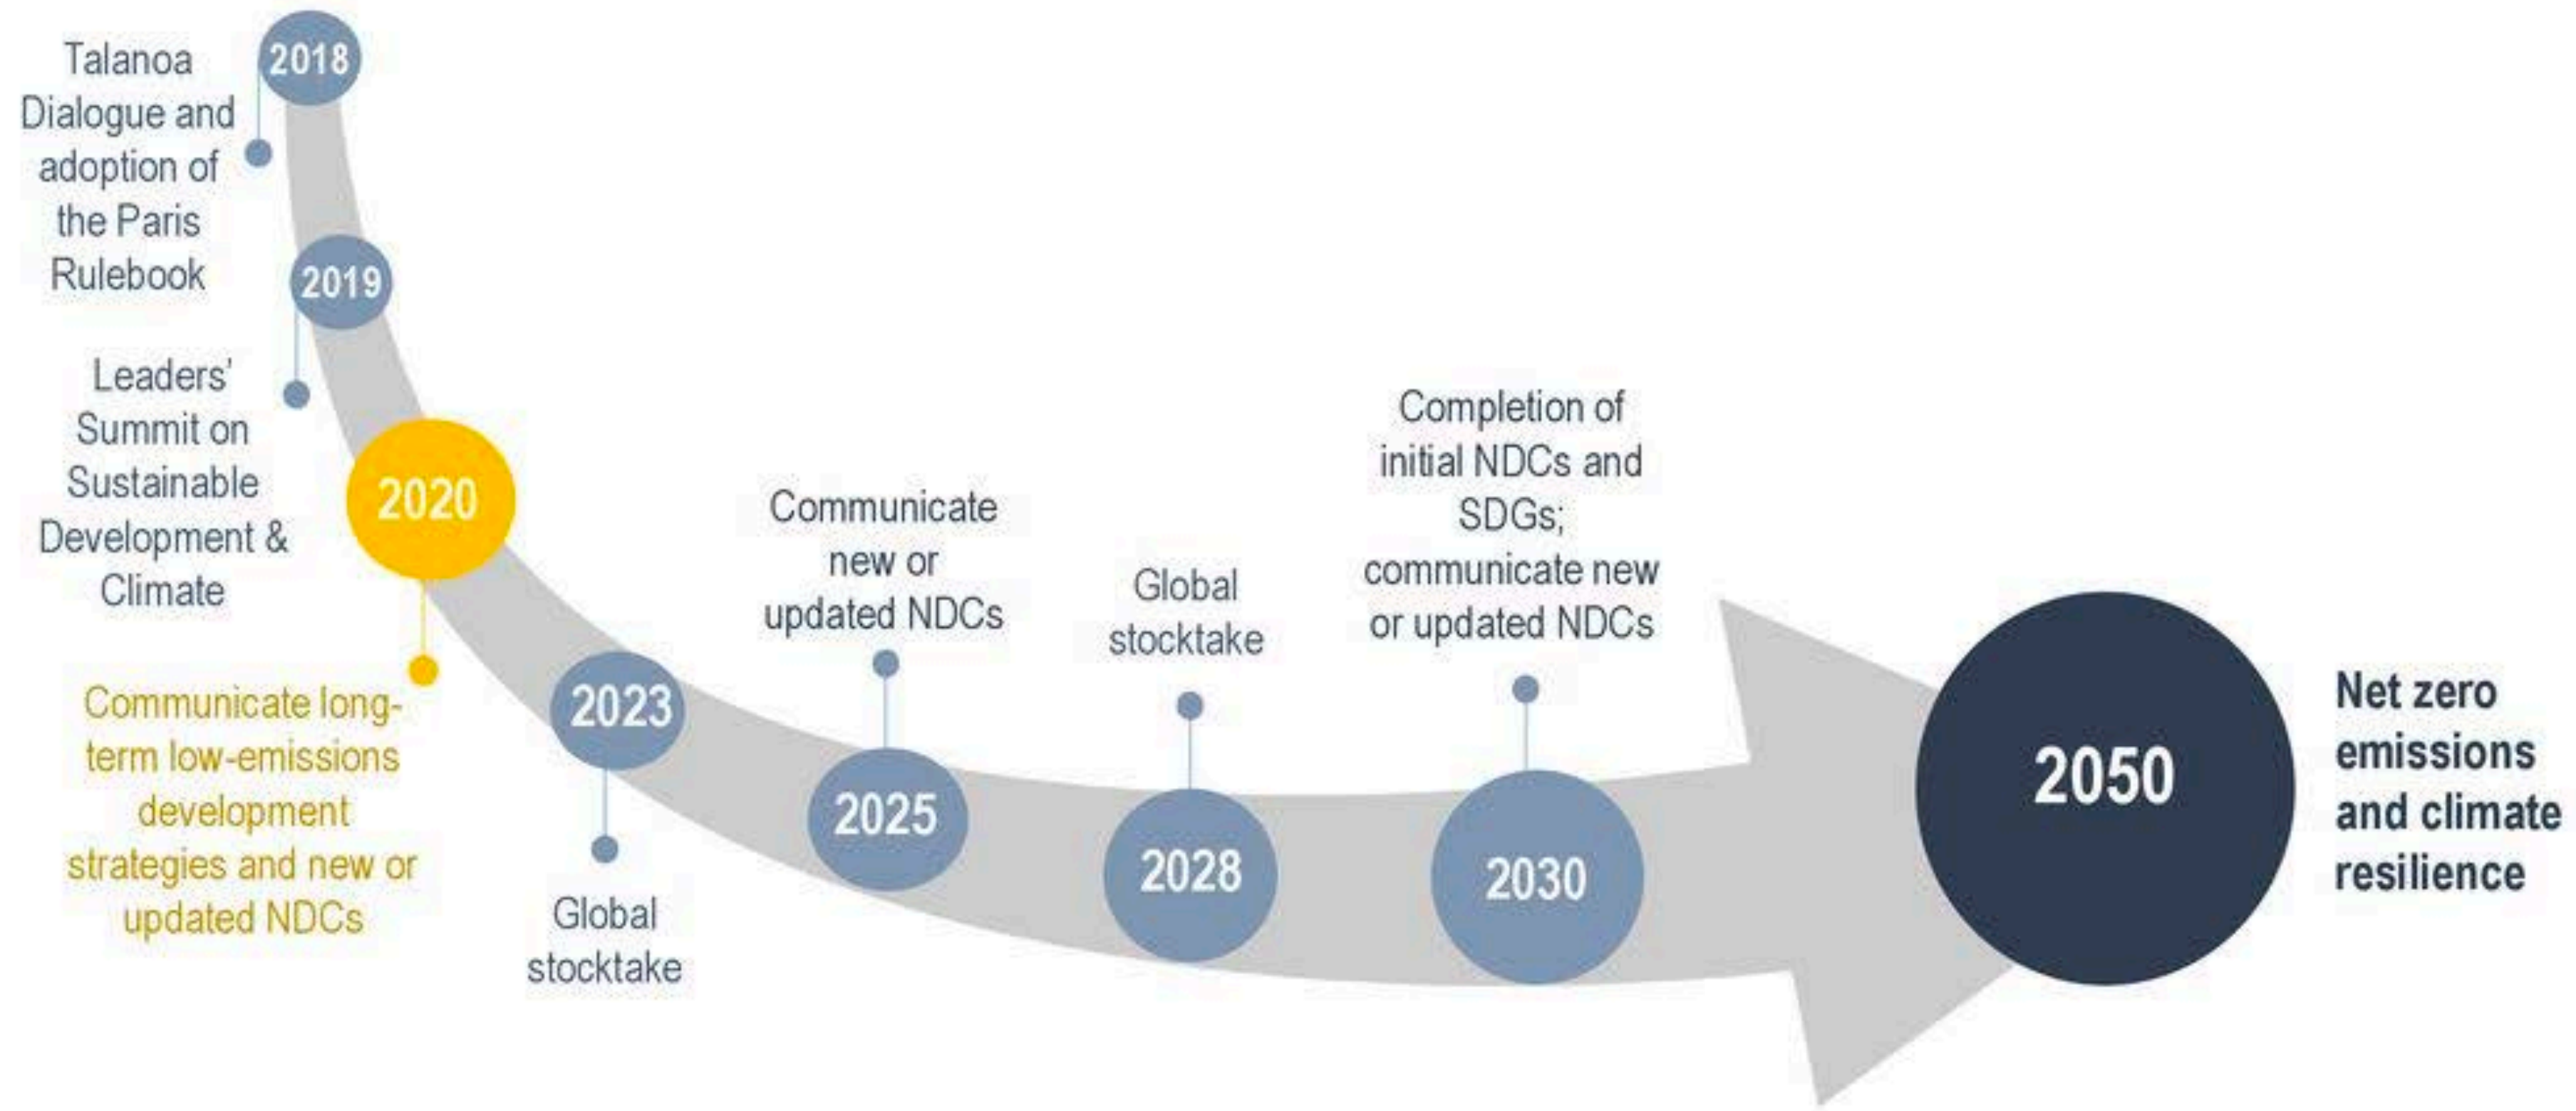 2018
Talanoa
Dialogue and
adoption of
the Paris
Rulebook
2019
Leaders'
Summit on
Sustainable
Development &
Climate
2020
Communicate long-
term low-emissions
development
strategies and new or
updated NDCs
2023
Global
stocktake
Communicate
new or
updated NDCs
2025
Global
stocktake
2028
Completion of
initial NDCs and
SDGs;
communicate new
or updated NDCs
2030
2050
Net zero
emissions
and climate
resilience